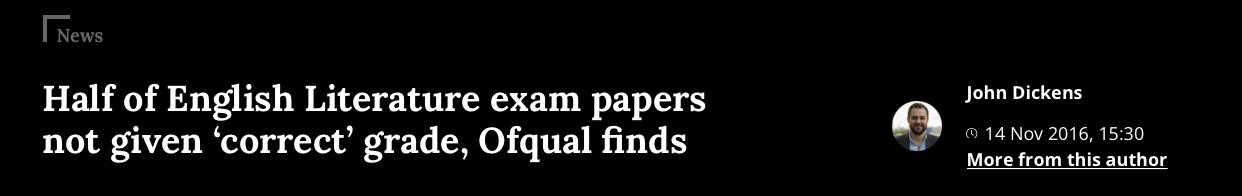 News
Half of English Literature exam papers
not given ‘correct’ grade, Ofqual finds
John Dickens
14 Nov 2016, 15:30
More from this author